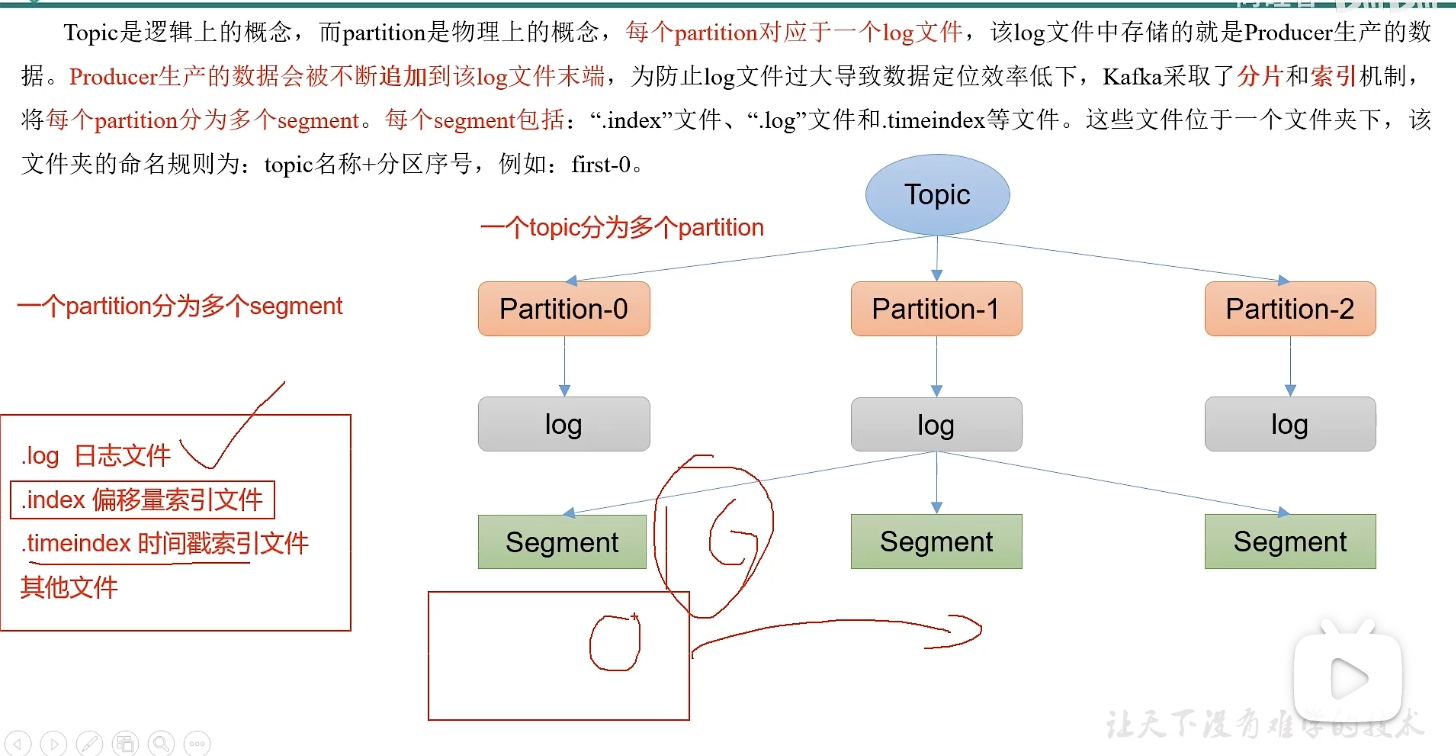 Topic是逻辑上的概念，而partition是物理上的概念，每个partition对应于一个log文件，该log文件中存储的就是Producer生产的数
据。Producer生产的数据会被不断追加到该log文件末端，为防止log文件过大导致数据定位效率低下，Kafka采取了分片和索引机制，
将每个partition分为多个segment。每个segment包括：“.index”文件、“.log”文件和.timeindex等文件。这些文件位于一个文件夹下，该
文件夹的命名规则为：topic名称+分区序号，例如：first-0。
Topic
一个topic分为多个partition
一个partition分为多个segment
Partition-0
Partition-1
Partition-2
log
log
log
.log 日志文件
.index 偏移量索引文件
.timeindex 时间戳索引文件
其他文件
Segment
Segment
Segment
1G
让天下没有难学的技术